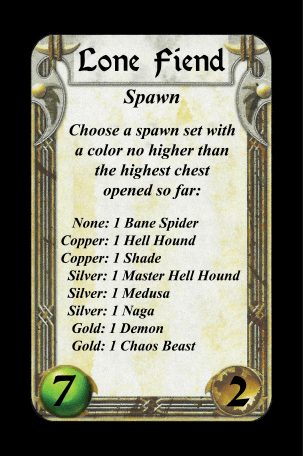 Lone Fiend
Spawn
Choose a spawn set with
a color no higher than
the highest chest
opened so far:
None: 1 Bane Spider
Copper: 1 Hell Hound
Copper: 1 Shade
Silver: 1 Master Hell Hound
Silver: 1 Medusa
Silver: 1 Naga
Gold: 1 Demon
Gold: 1 Chaos Beast
7
2